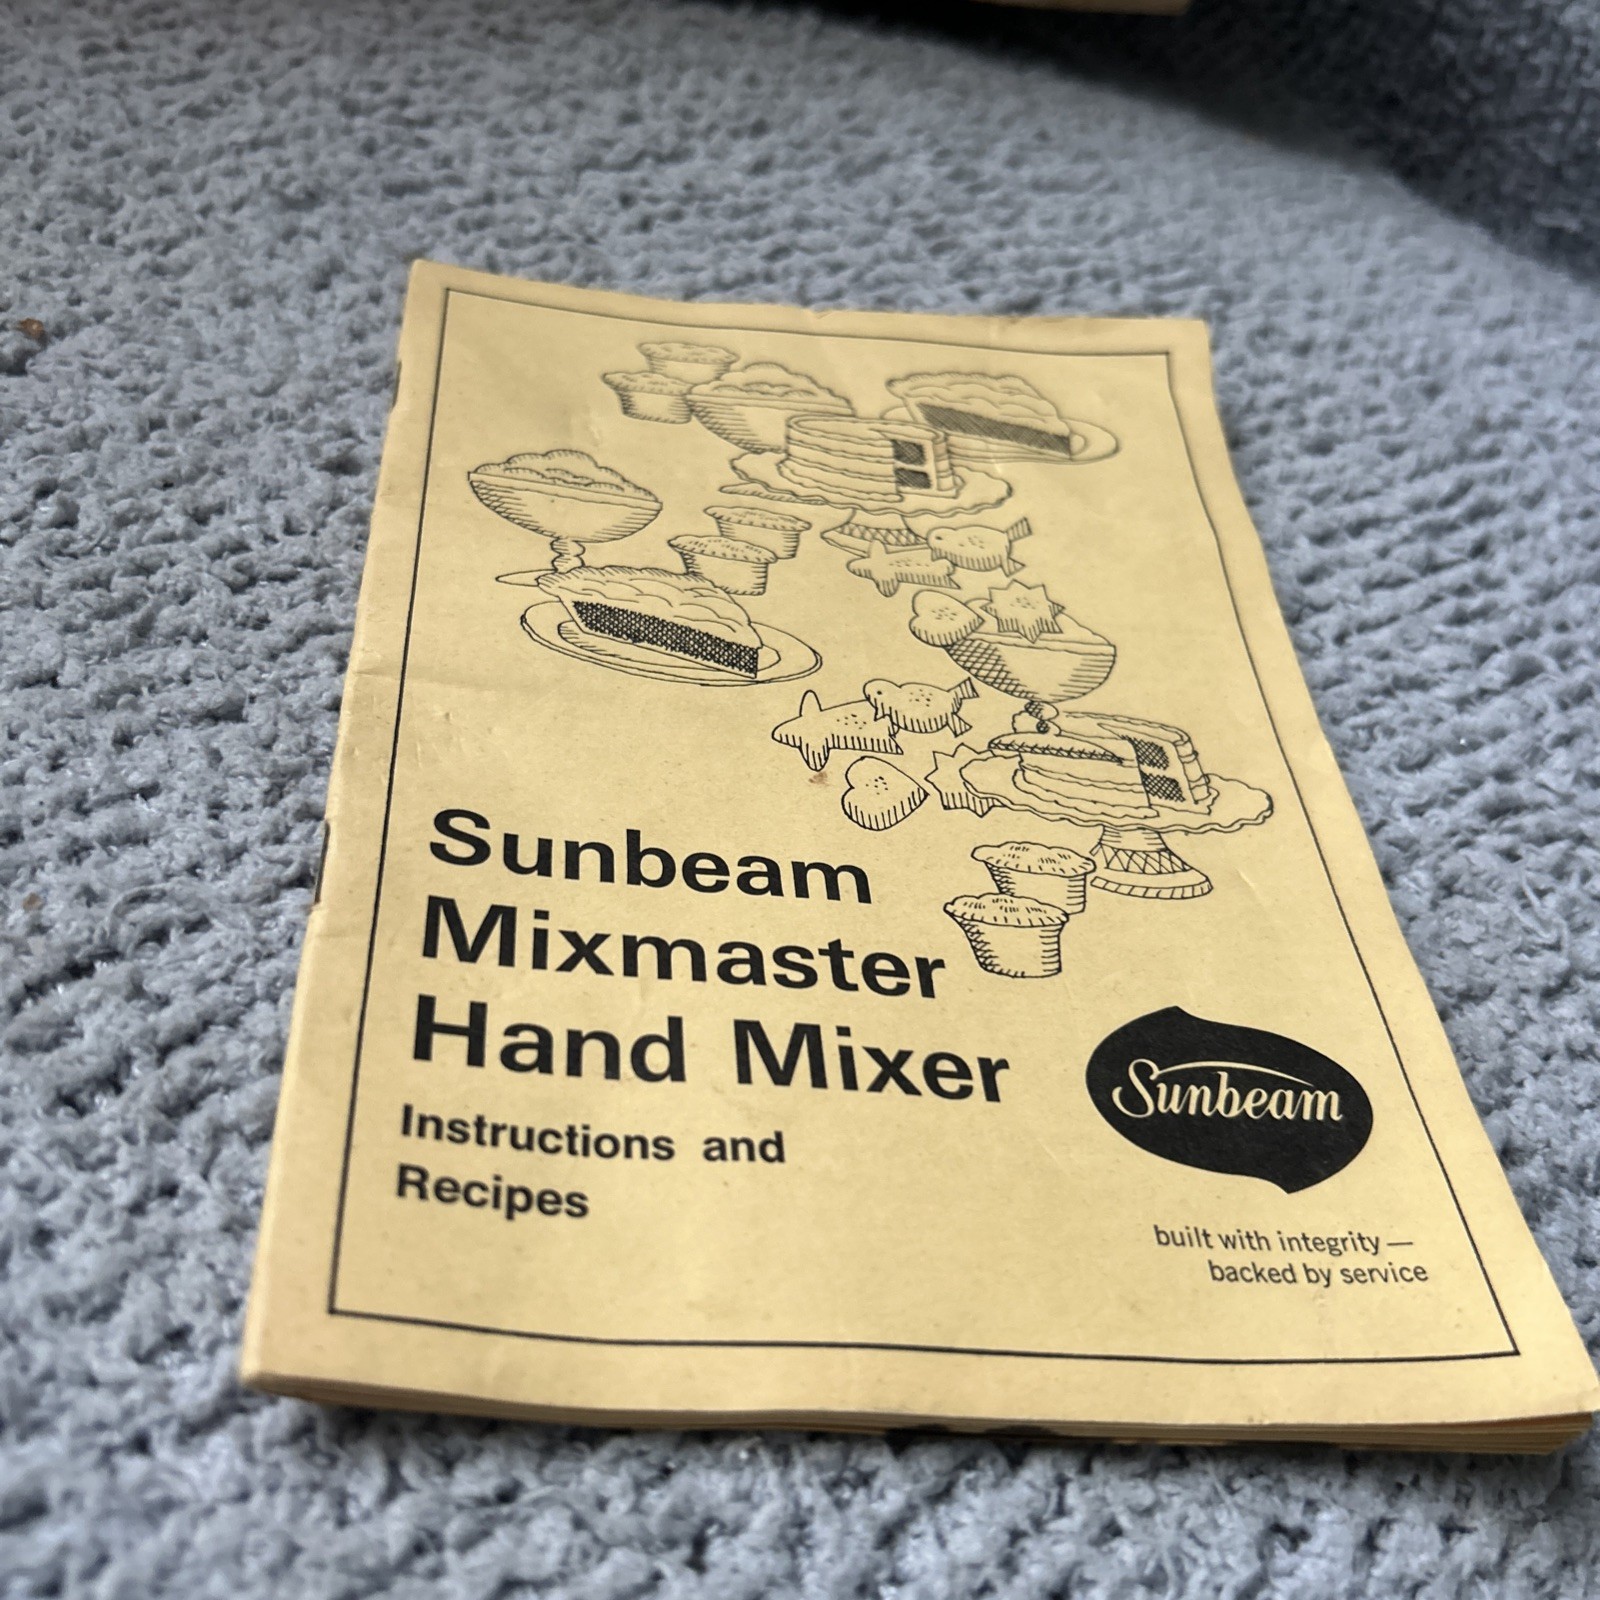 Sunbeam
Mixmaster
Hand Mixer
Instructions and
Recipes
Sunbeam
built with integrity —
backed by service